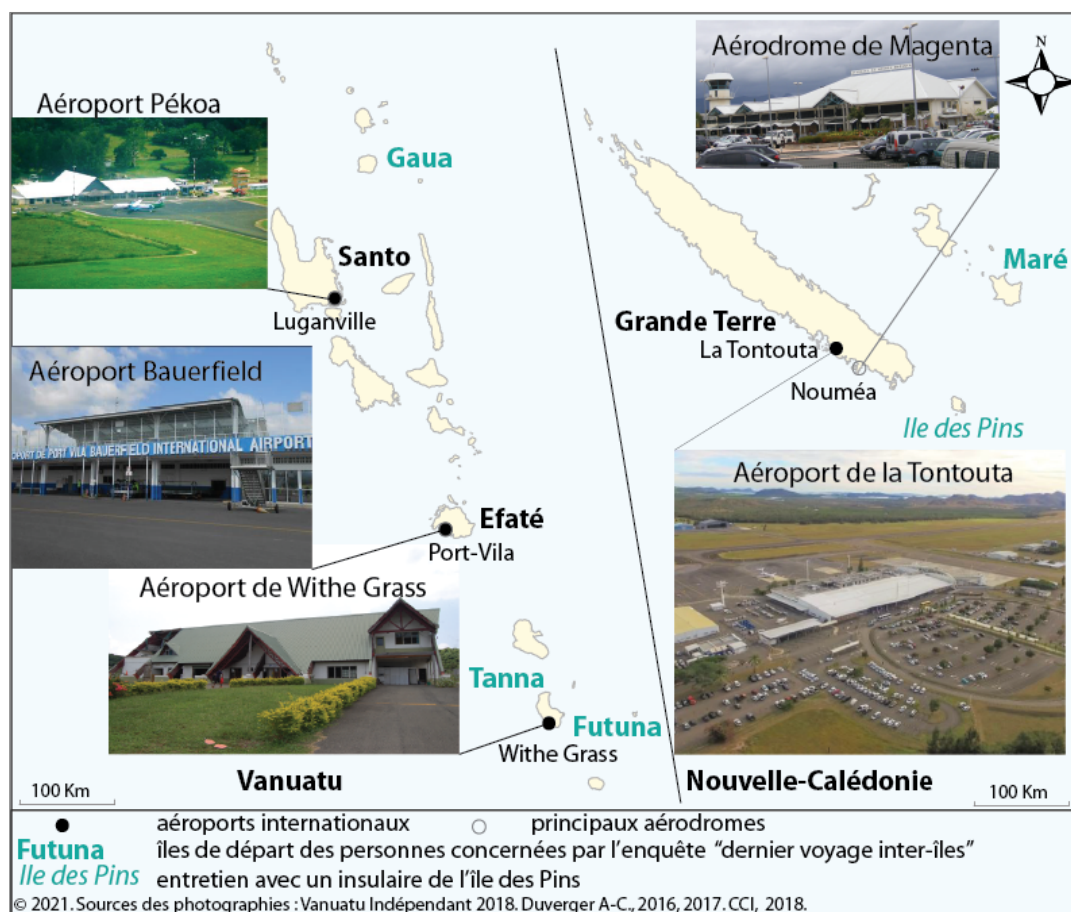 Aérodrome de Magenta
N
Aéroport Pékoa
Gaua
Santo
Maré
Luganville
Grande Terre
La Tontouta
Aéroport Bauerfield
Nouméa
OPORT DE PORT VILA BAUERFIELD INTERNATIONAL AIRPORT
Ile des Pins
Aéroport de la Tontouta
Efaté
Port-Vila
Aéroport de Withe Grass
Tanna
Futuna
Withe Grass
Vanuatu
Nouvelle-Calédonie
100 Km
100 Km
aéroports internationaux
principaux aérodromes
Futuna îles de départ des personnes concernées par l’enquête “dernier voyage inter-îles”
Ile des Pins entretien avec un insulaire de l’île des Pins
© 2021. Sources des photographies : Vanuatu Indépendant 2018. Duverger A-C., 2016, 2017. CCI, 2018.